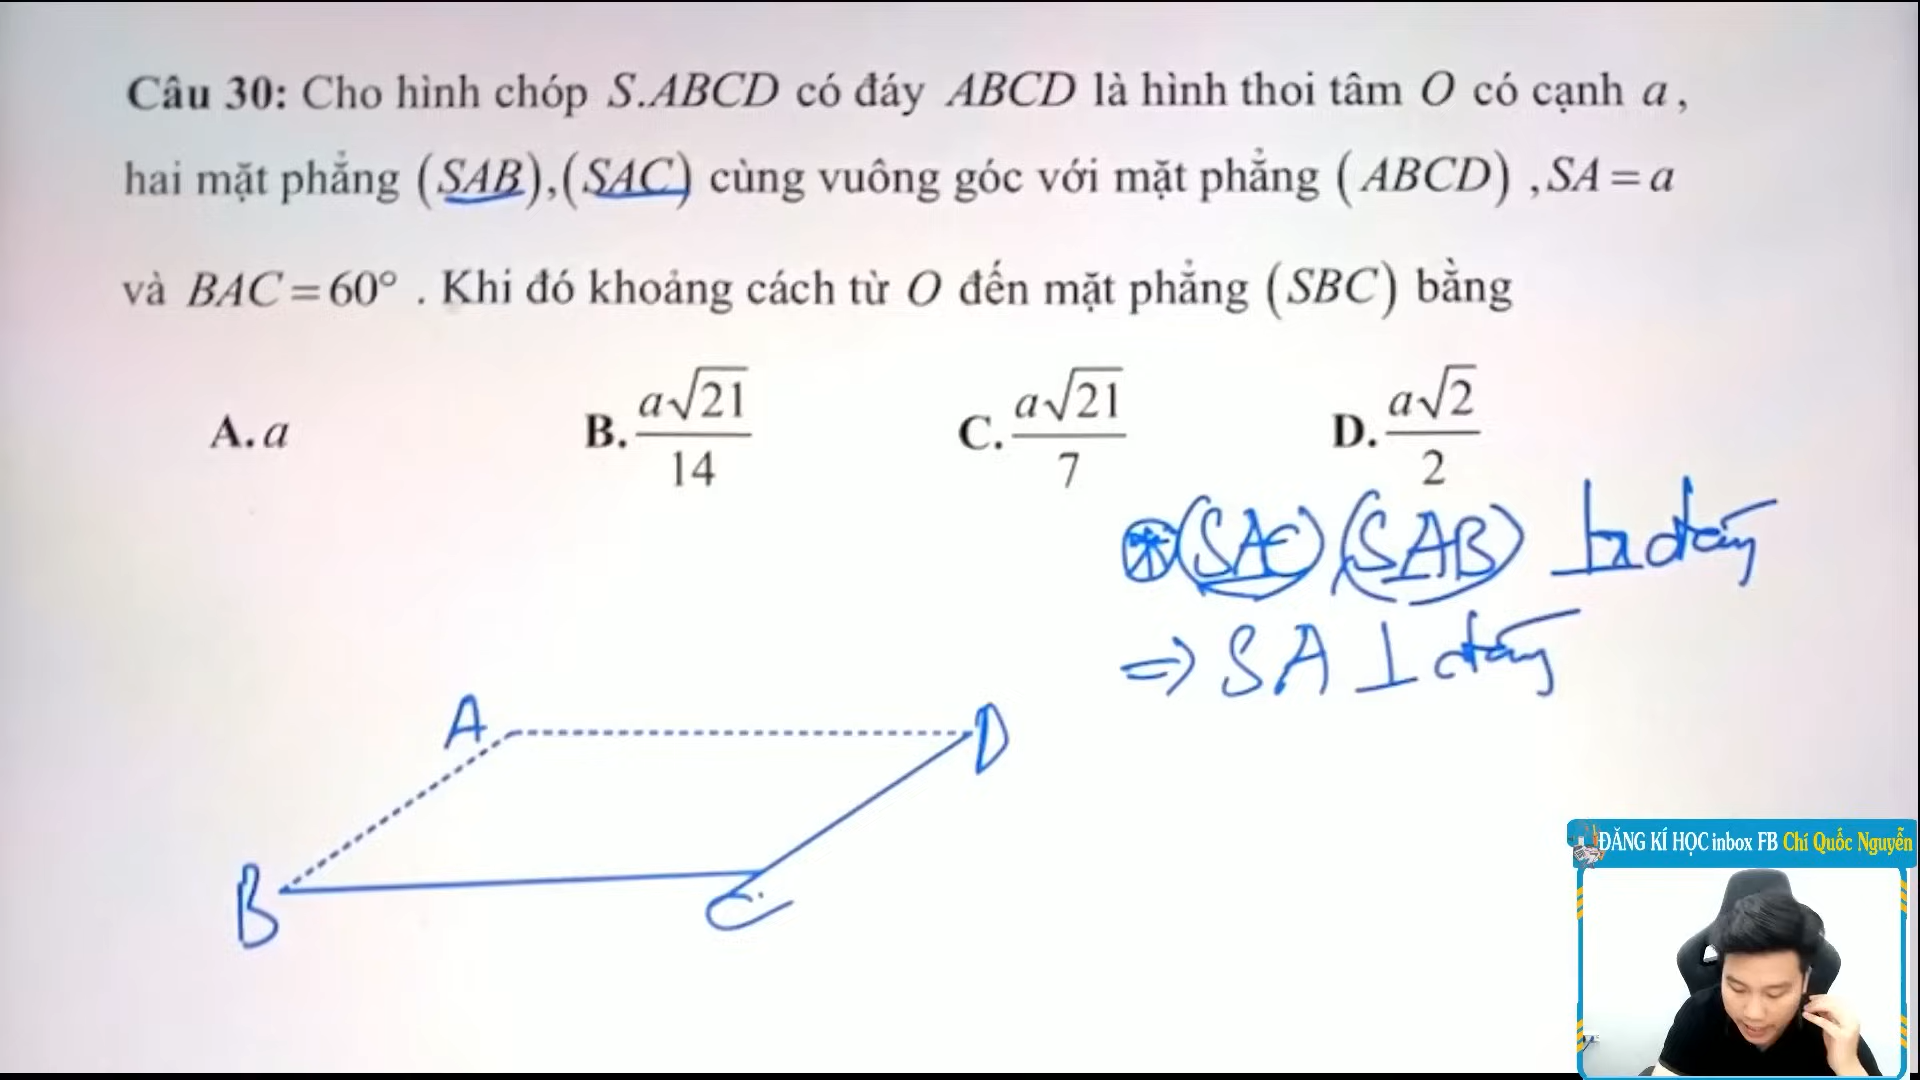 Câu 30: Cho hình chóp S.ABCD có đáy ABCD là hình thoi tâm O có cạnh a,
hai mặt phẳng (SAB),(SAC) cùng vuông góc với mặt phẳng (ABCD) ,SA=a
và BAC=60° . Khi đó khoảng cách từ O đến mặt phẳng (SBC) bằng
A. a B. a√21/14 C. a√21/7 D. a√2/2
(SAC) (SAB) ⊥ đáy
⇒ SA ⊥ đáy
A D
B C
ĐĂNG KÍ HỌC inbox FB Chí Quốc Nguyễn